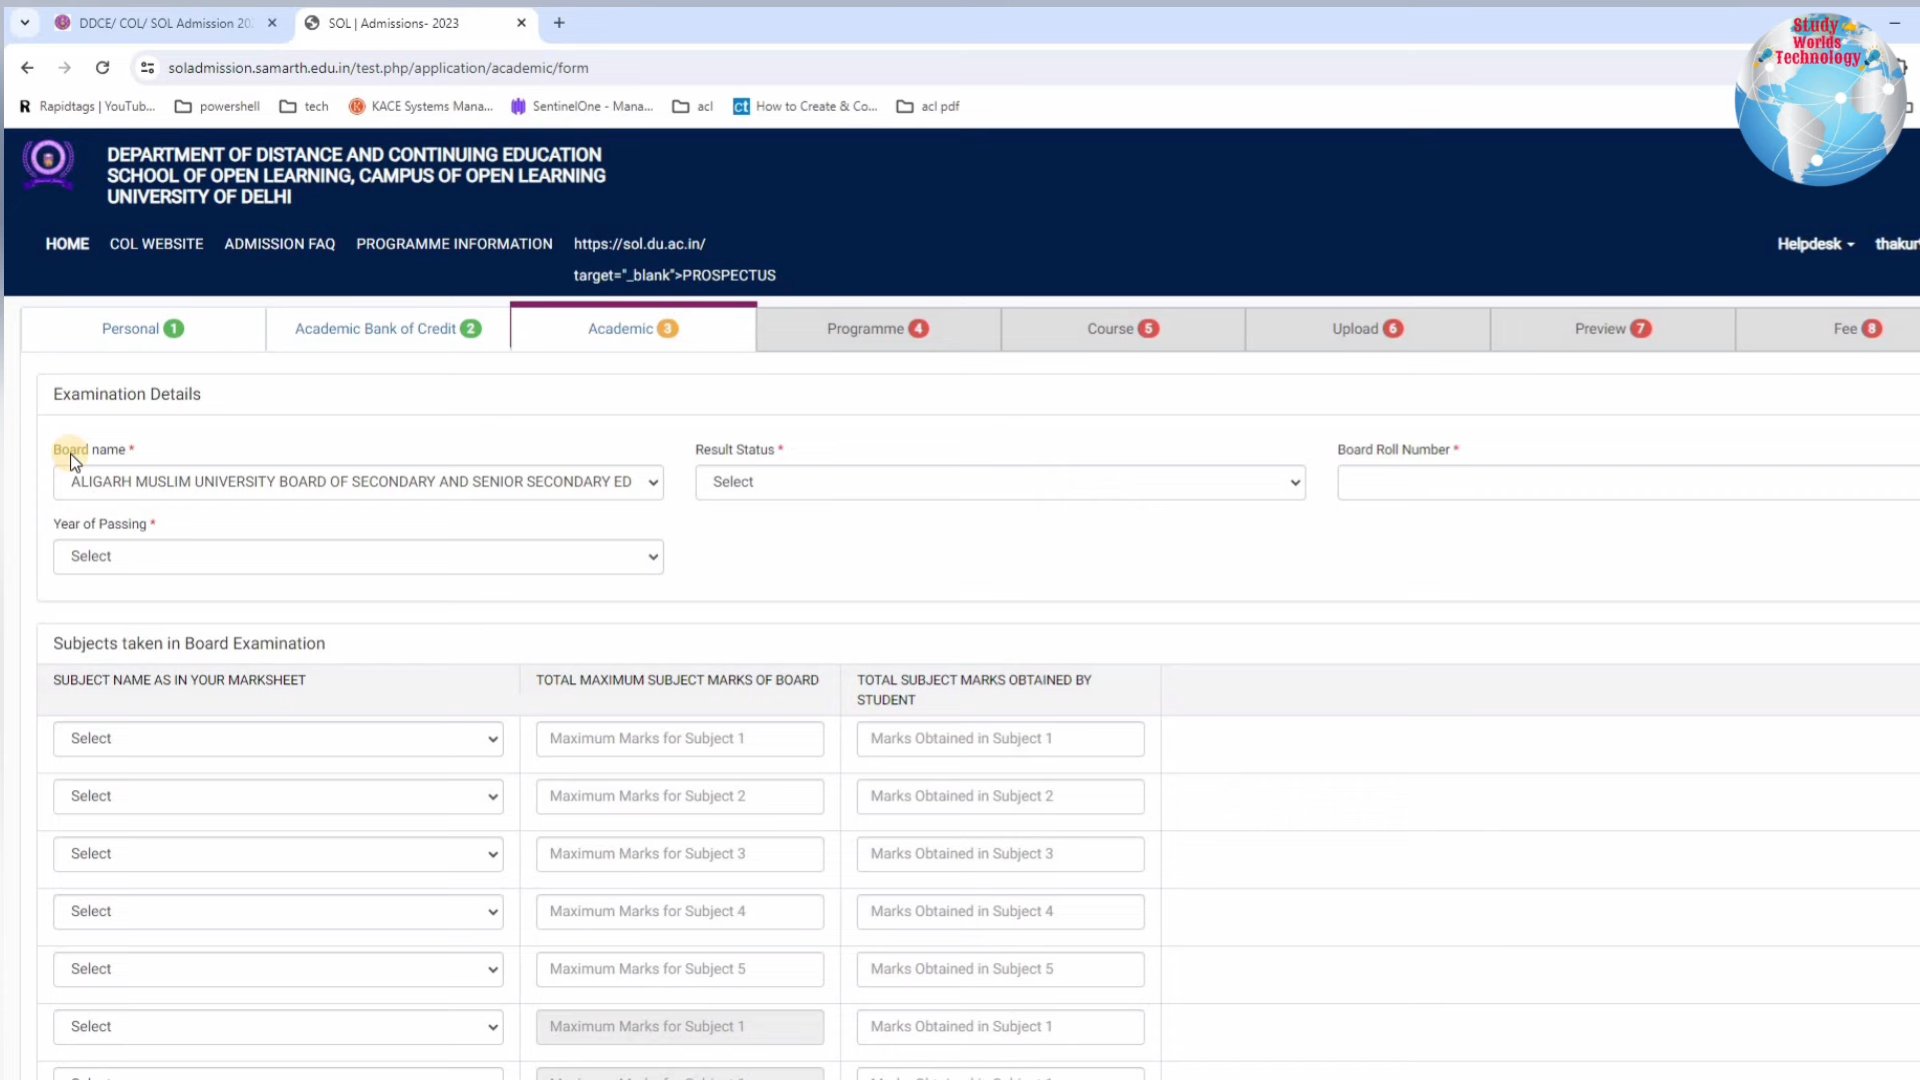 DDCE/ COL/ SOL Admission 20
SOL | Admissions- 2023
Study
Worlds
Technology
soladmission.samarth.edu.in/test.php/application/academic/form
R Rapidtags | YouTub...
powershell
tech
KACE Systems Mana...
SentinelOne - Mana...
acl
ct How to Create & Co...
acl pdf
DEPARTMENT OF DISTANCE AND CONTINUING EDUCATION
SCHOOL OF OPEN LEARNING, CAMPUS OF OPEN LEARNING
UNIVERSITY OF DELHI
HOME COL WEBSITE ADMISSION FAQ PROGRAMME INFORMATION https://sol.du.ac.in/
target="_blank">PROSPECTUS
Helpdesk thakur
Personal 1
Academic Bank of Credit 2
Academic 3
Programme 4
Course 5
Upload 6
Preview 7
Fee 8
Examination Details
Board name *
Result Status *
Board Roll Number *
ALIGARH MUSLIM UNIVERSITY BOARD OF SECONDARY AND SENIOR SECONDARY ED
Select
Year of Passing *
Select
Subjects taken in Board Examination
SUBJECT NAME AS IN YOUR MARKSHEET
TOTAL MAXIMUM SUBJECT MARKS OF BOARD
TOTAL SUBJECT MARKS OBTAINED BY
STUDENT
Select Maximum Marks for Subject 1 Marks Obtained in Subject 1
Select Maximum Marks for Subject 2 Marks Obtained in Subject 2
Select Maximum Marks for Subject 3 Marks Obtained in Subject 3
Select Maximum Marks for Subject 4 Marks Obtained in Subject 4
Select Maximum Marks for Subject 5 Marks Obtained in Subject 5
Select Maximum Marks for Subject 1 Marks Obtained in Subject 1